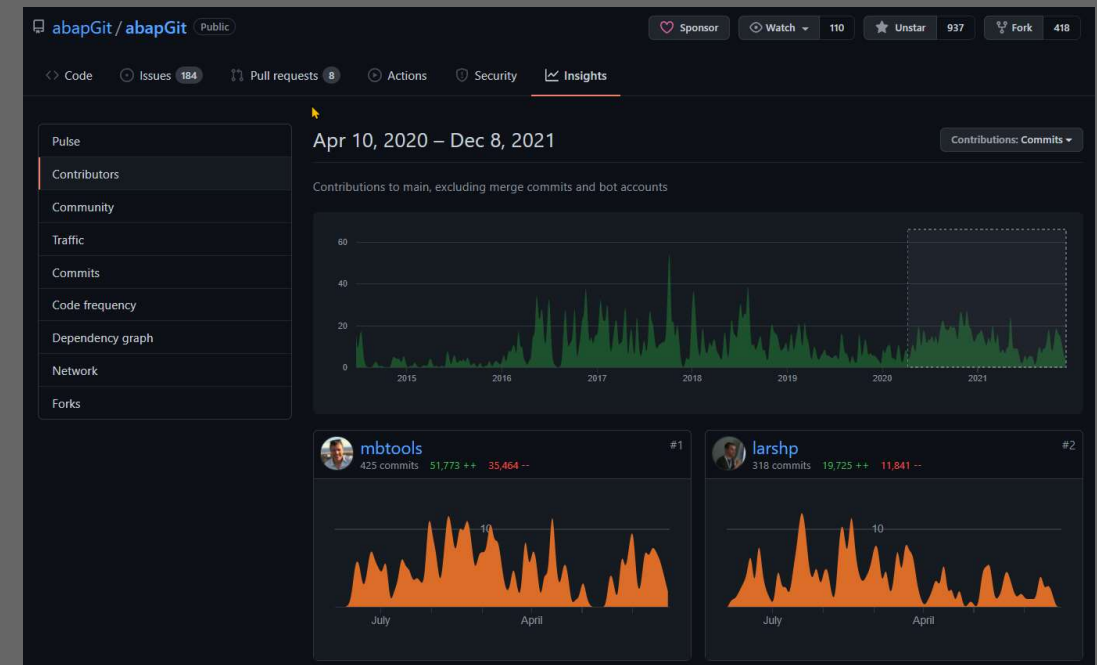 abapGit / abapGit Public
Sponsor Watch 110 Unstar 937 Fork 418
Code Issues 184 Pull requests 8 Actions Security Insights
Pulse
Contributors
Community
Traffic
Commits
Code frequency
Dependency graph
Network
Forks
Apr 10, 2020 – Dec 8, 2021
Contributions: Commits
Contributions to main, excluding merge commits and bot accounts
60
40
20
0
2015 2016 2017 2018 2019 2020 2021
mbtools #1
425 commits 51,773 ++ 35,464 --
10
July April
larshp #2
318 commits 19,725 ++ 11,841 --
10
July April